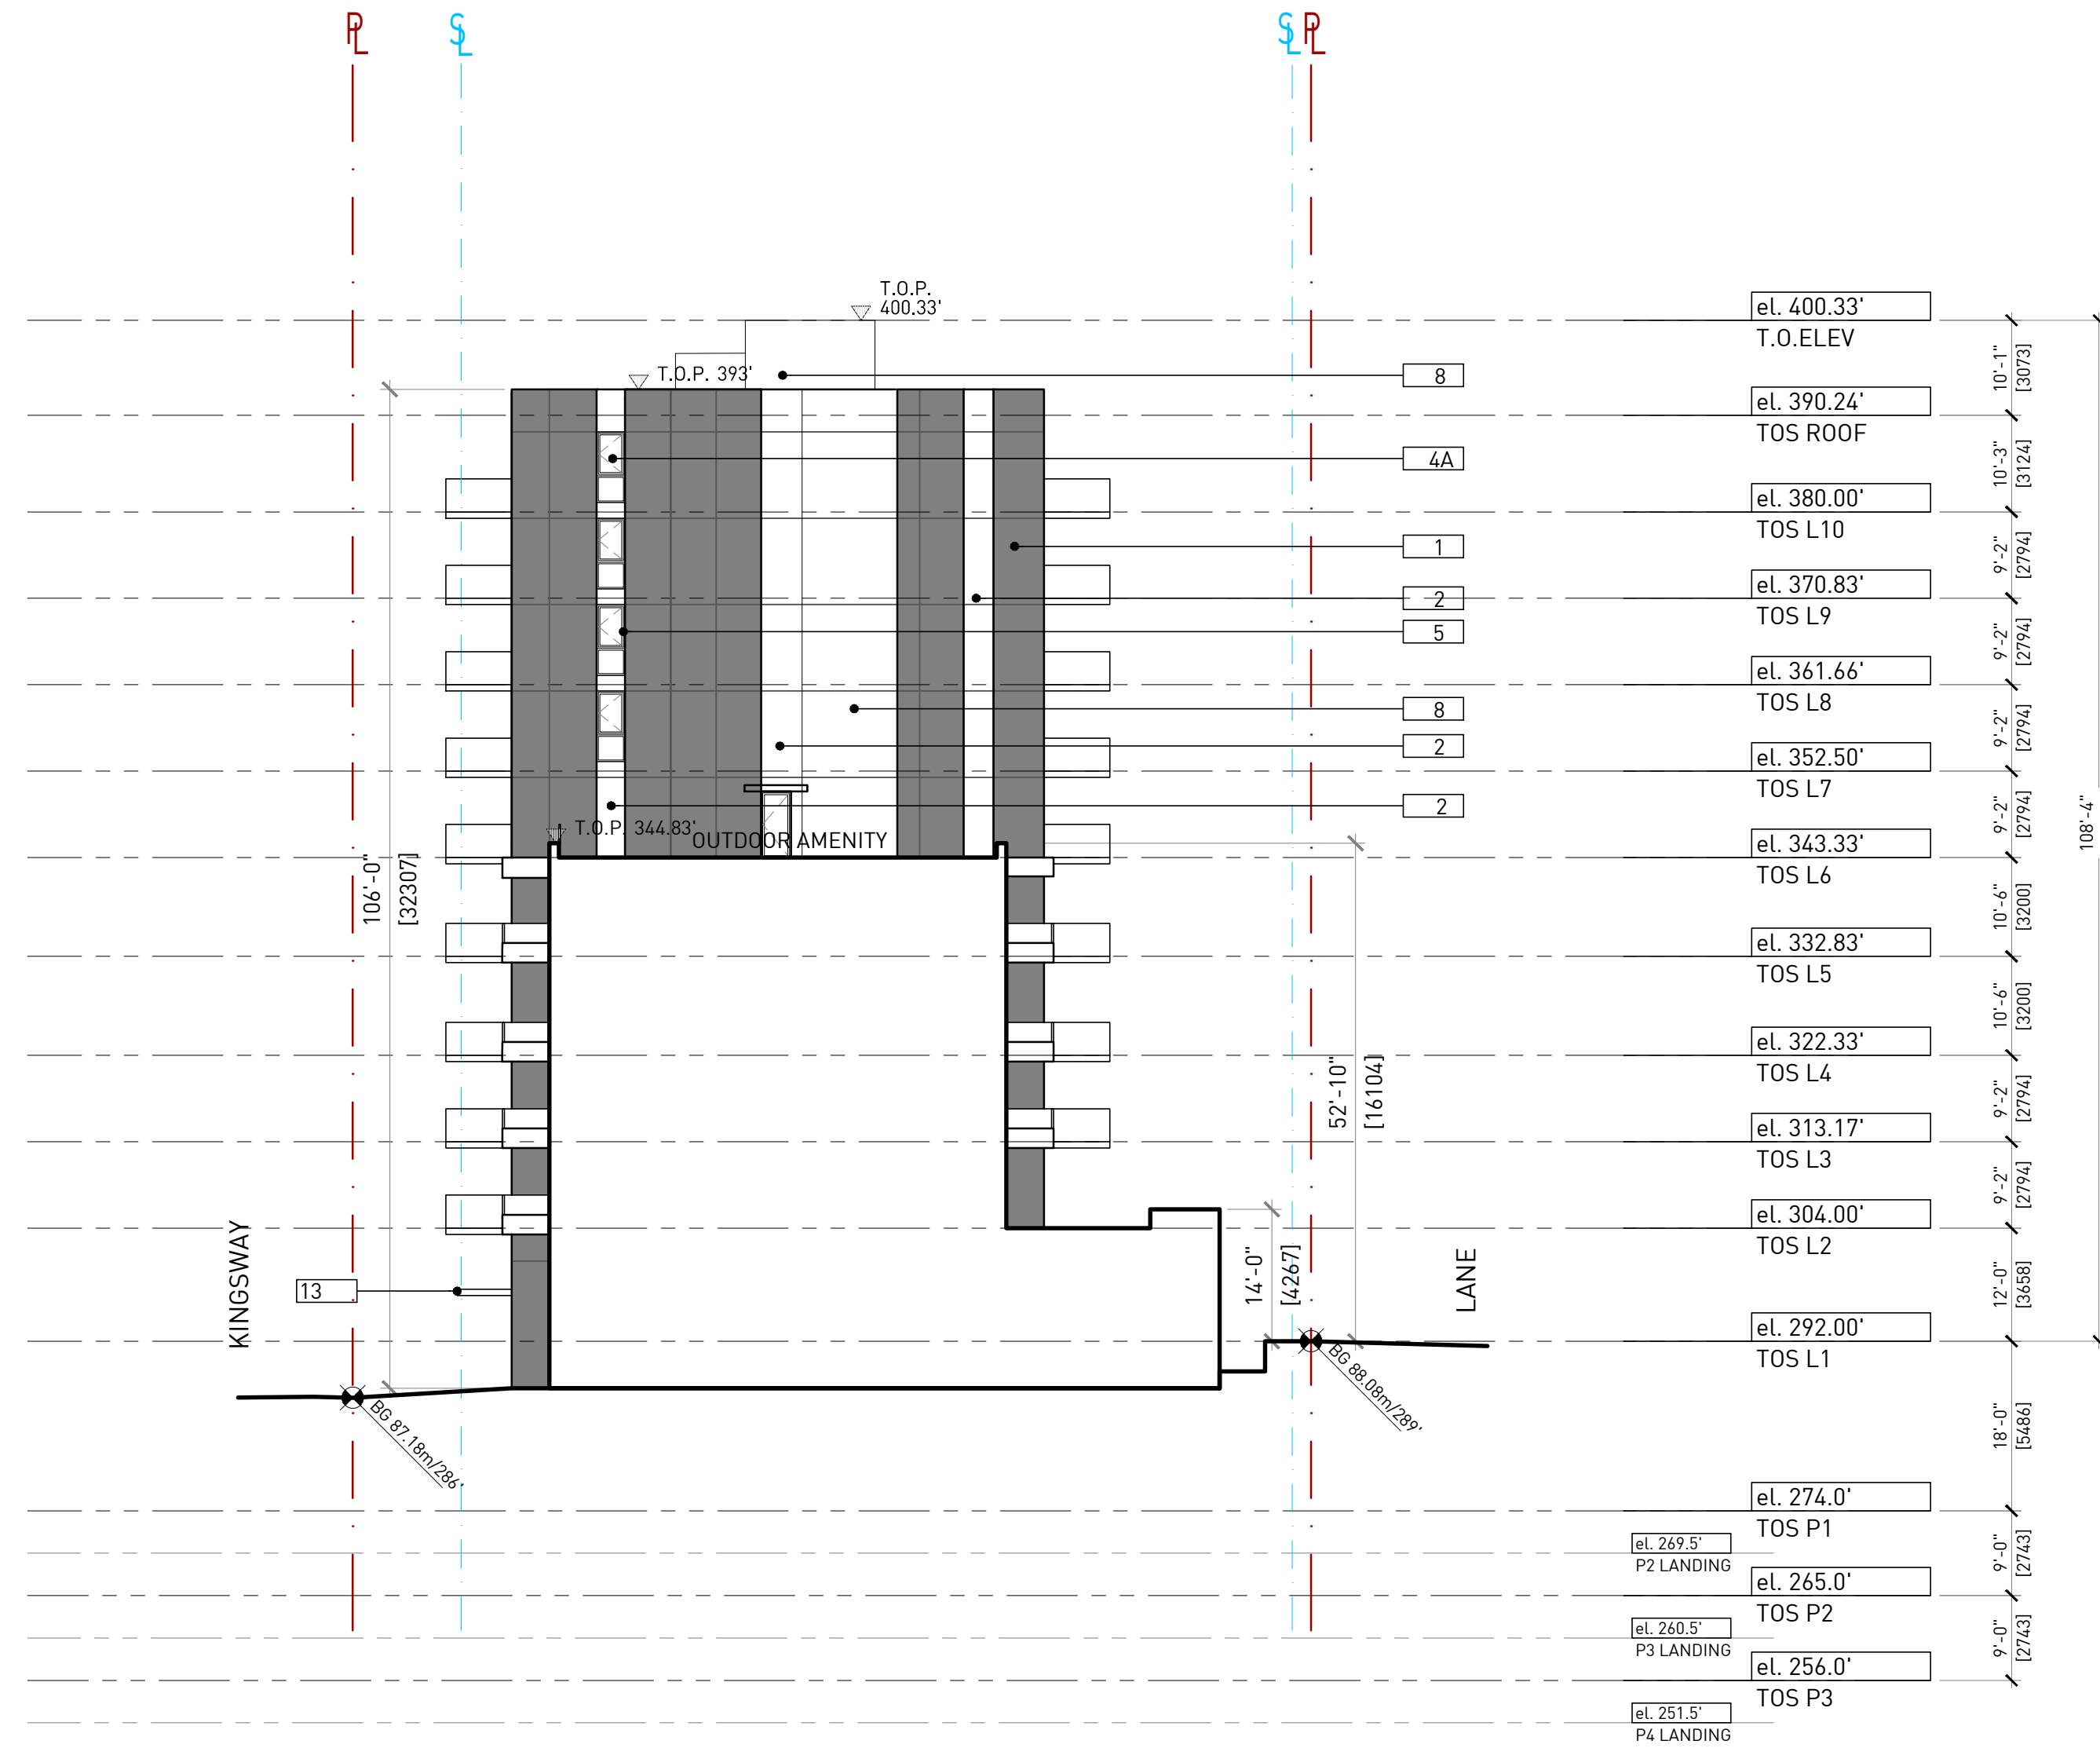 PL
SL
SL
PL
T.O.P.
400.33'
T.O.P. 393'
8
4A
1
2
5
8
2
2
T.O.P. 344.83'
OUTDOOR AMENITY
106'-0"
[32307]
52'-10"
[16104]
14'-0"
[4267]
KINGSWAY
13
LANE
BG 87.18m/286'
BG 88.08m/289'
el. 400.33'
T.O.ELEV
10'-1"
[3073]
el. 390.24'
TOS ROOF
10'-3"
[3124]
el. 380.00'
TOS L10
9'-2"
[2794]
el. 370.83'
TOS L9
9'-2"
[2794]
el. 361.66'
TOS L8
9'-2"
[2794]
el. 352.50'
TOS L7
9'-2"
[2794]
108'-4"
el. 343.33'
TOS L6
10'-6"
[3200]
el. 332.83'
TOS L5
10'-6"
[3200]
el. 322.33'
TOS L4
9'-2"
[2794]
el. 313.17'
TOS L3
9'-2"
[2794]
el. 304.00'
TOS L2
12'-0"
[3658]
el. 292.00'
TOS L1
18'-0"
[5486]
el. 274.0'
TOS P1
el. 269.5'
P2 LANDING
9'-0"
[2743]
el. 265.0'
TOS P2
el. 260.5'
P3 LANDING
9'-0"
[2743]
el. 256.0'
TOS P3
el. 251.5'
P4 LANDING